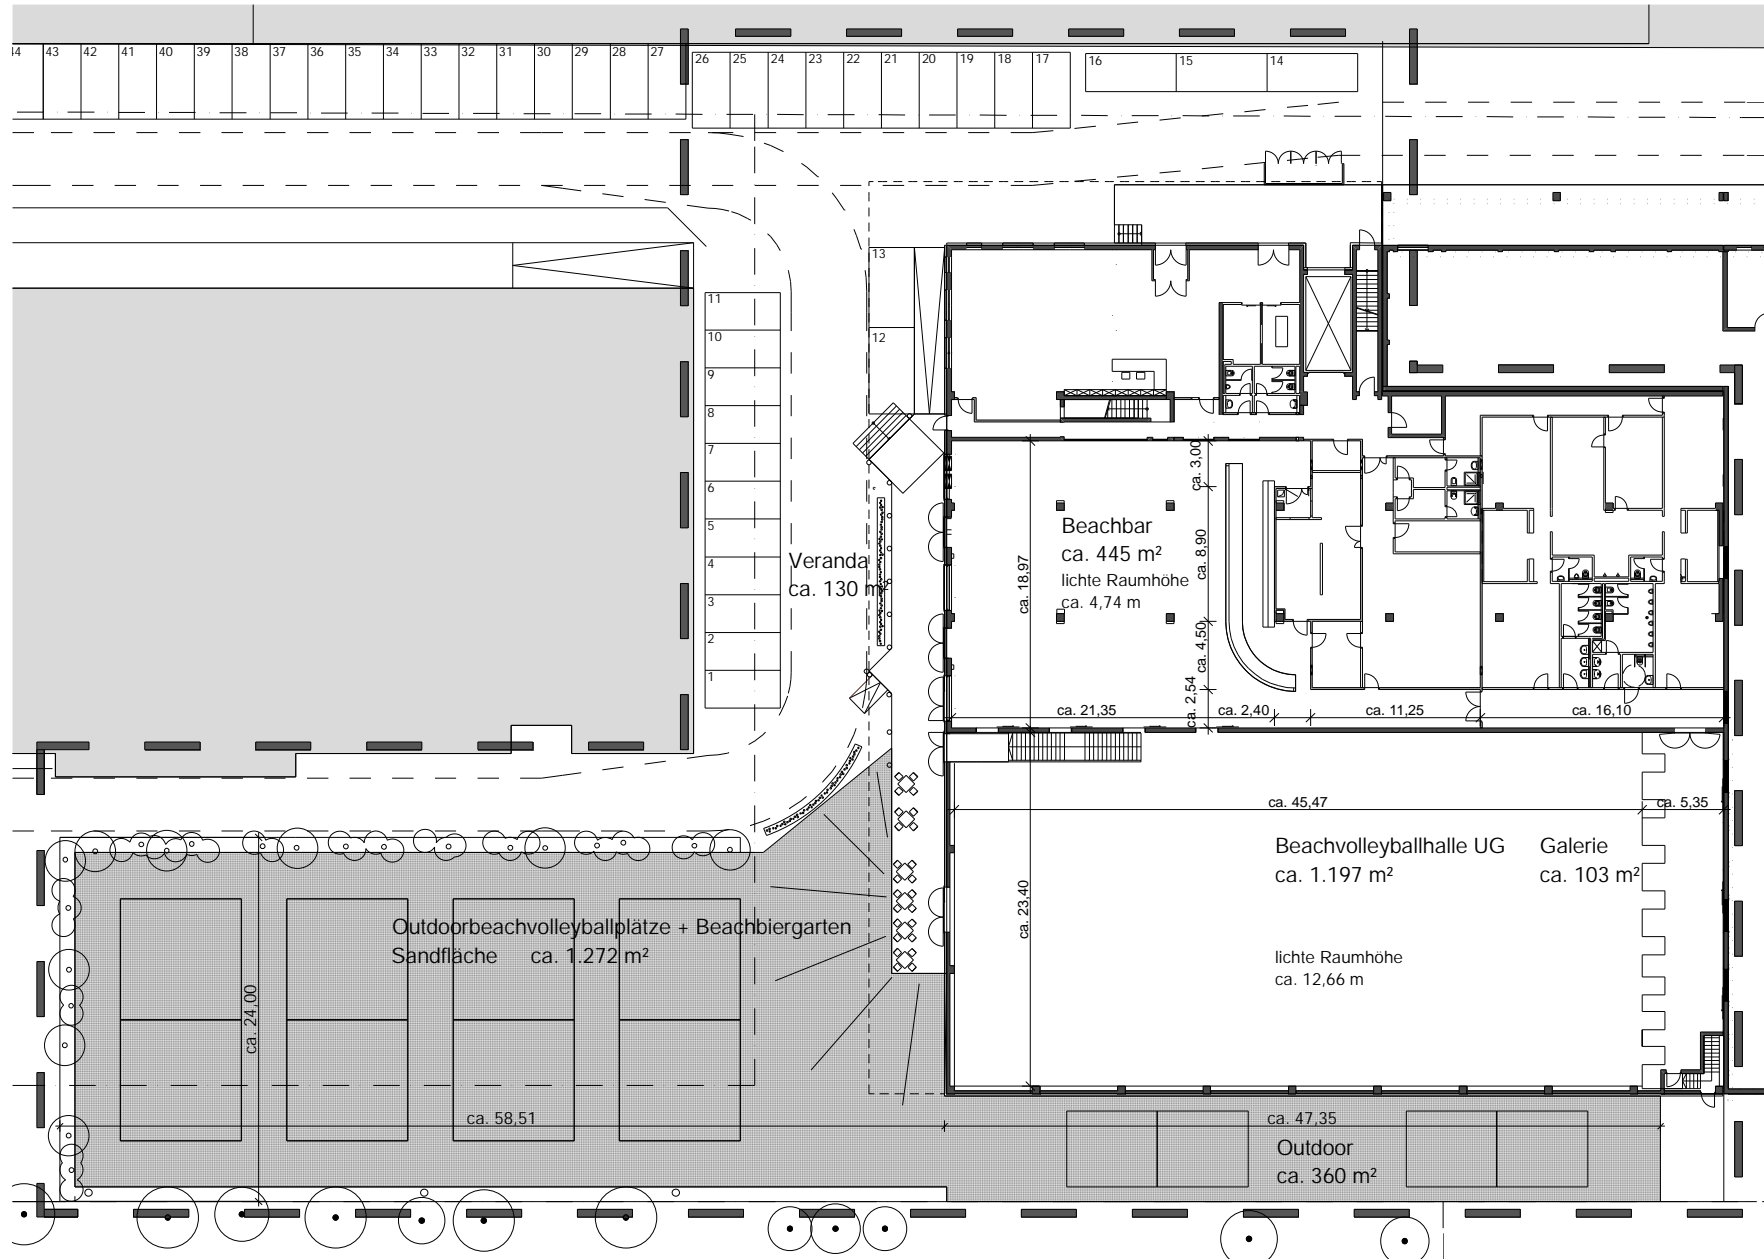 44 43 42 41 40 39 38 37 36 35 34 33 32 31 30 29 28 27 26 25 24 23 22 21 20 19 18 17 16 15 14
13
12
11
10
9
8
7
6
5
4
3
2
1
Veranda
ca. 130 m²
Beachbar
ca. 445 m²
lichte Raumhöhe
ca. 4,74 m
ca. 18,97
ca. 3,00
ca. 8,90
ca. 4,50
ca. 2,54
ca. 21,35
ca. 2,40
ca. 11,25
ca. 16,10
ca. 45,47
ca. 5,35
Beachvolleyballhalle UG
ca. 1.197 m²
Galerie
ca. 103 m²
ca. 23,40
lichte Raumhöhe
ca. 12,66 m
Outdoorbeachvolleyballplätze + Beachbiergarten
Sandfläche ca. 1.272 m²
ca. 24,00
ca. 58,51
ca. 47,35
Outdoor
ca. 360 m²